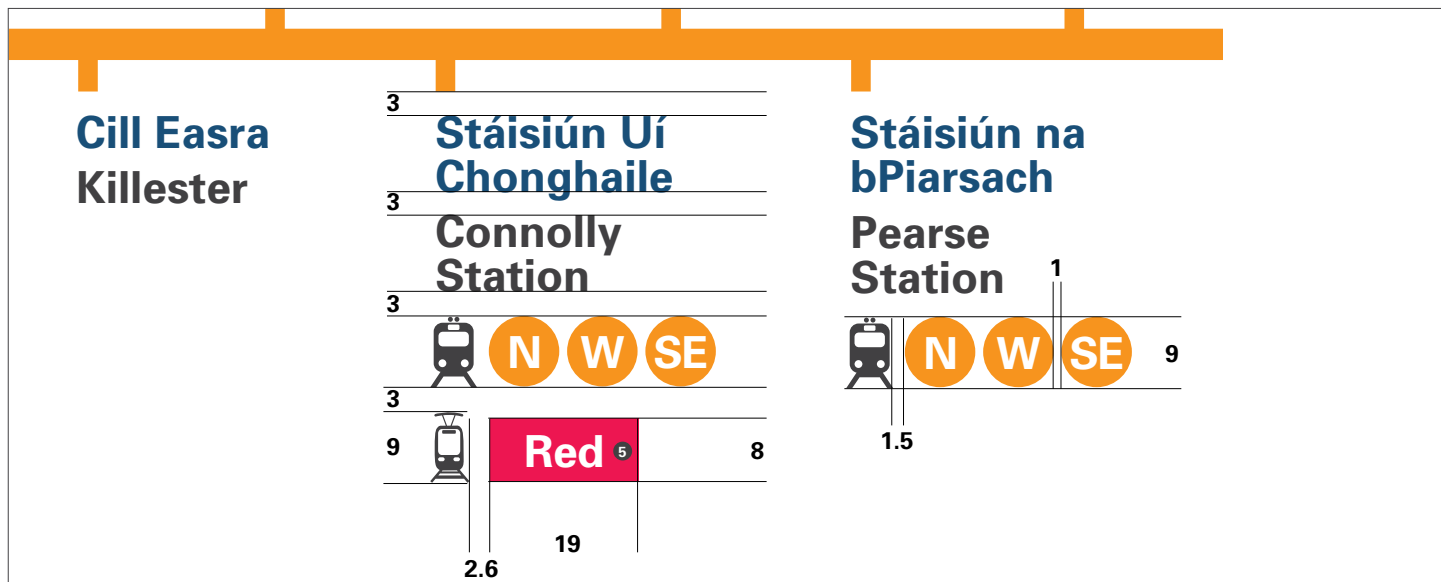 Cill Easra
Killester
3
Stáisiún Uí
Chonghaile
3
Connolly
Station
3
N W SE
3
9
Red 5
8
19
2.6
Stáisiún na
bPiarsach
Pearse
Station
1
N W SE
9
1.5